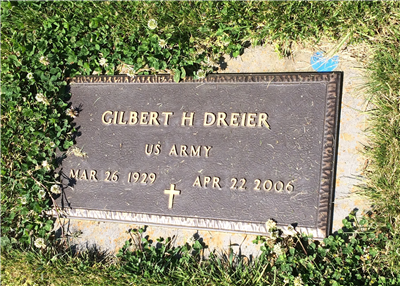 GILBERT H DREIER
US ARMY
MAR 26 1929 APR 22 2006